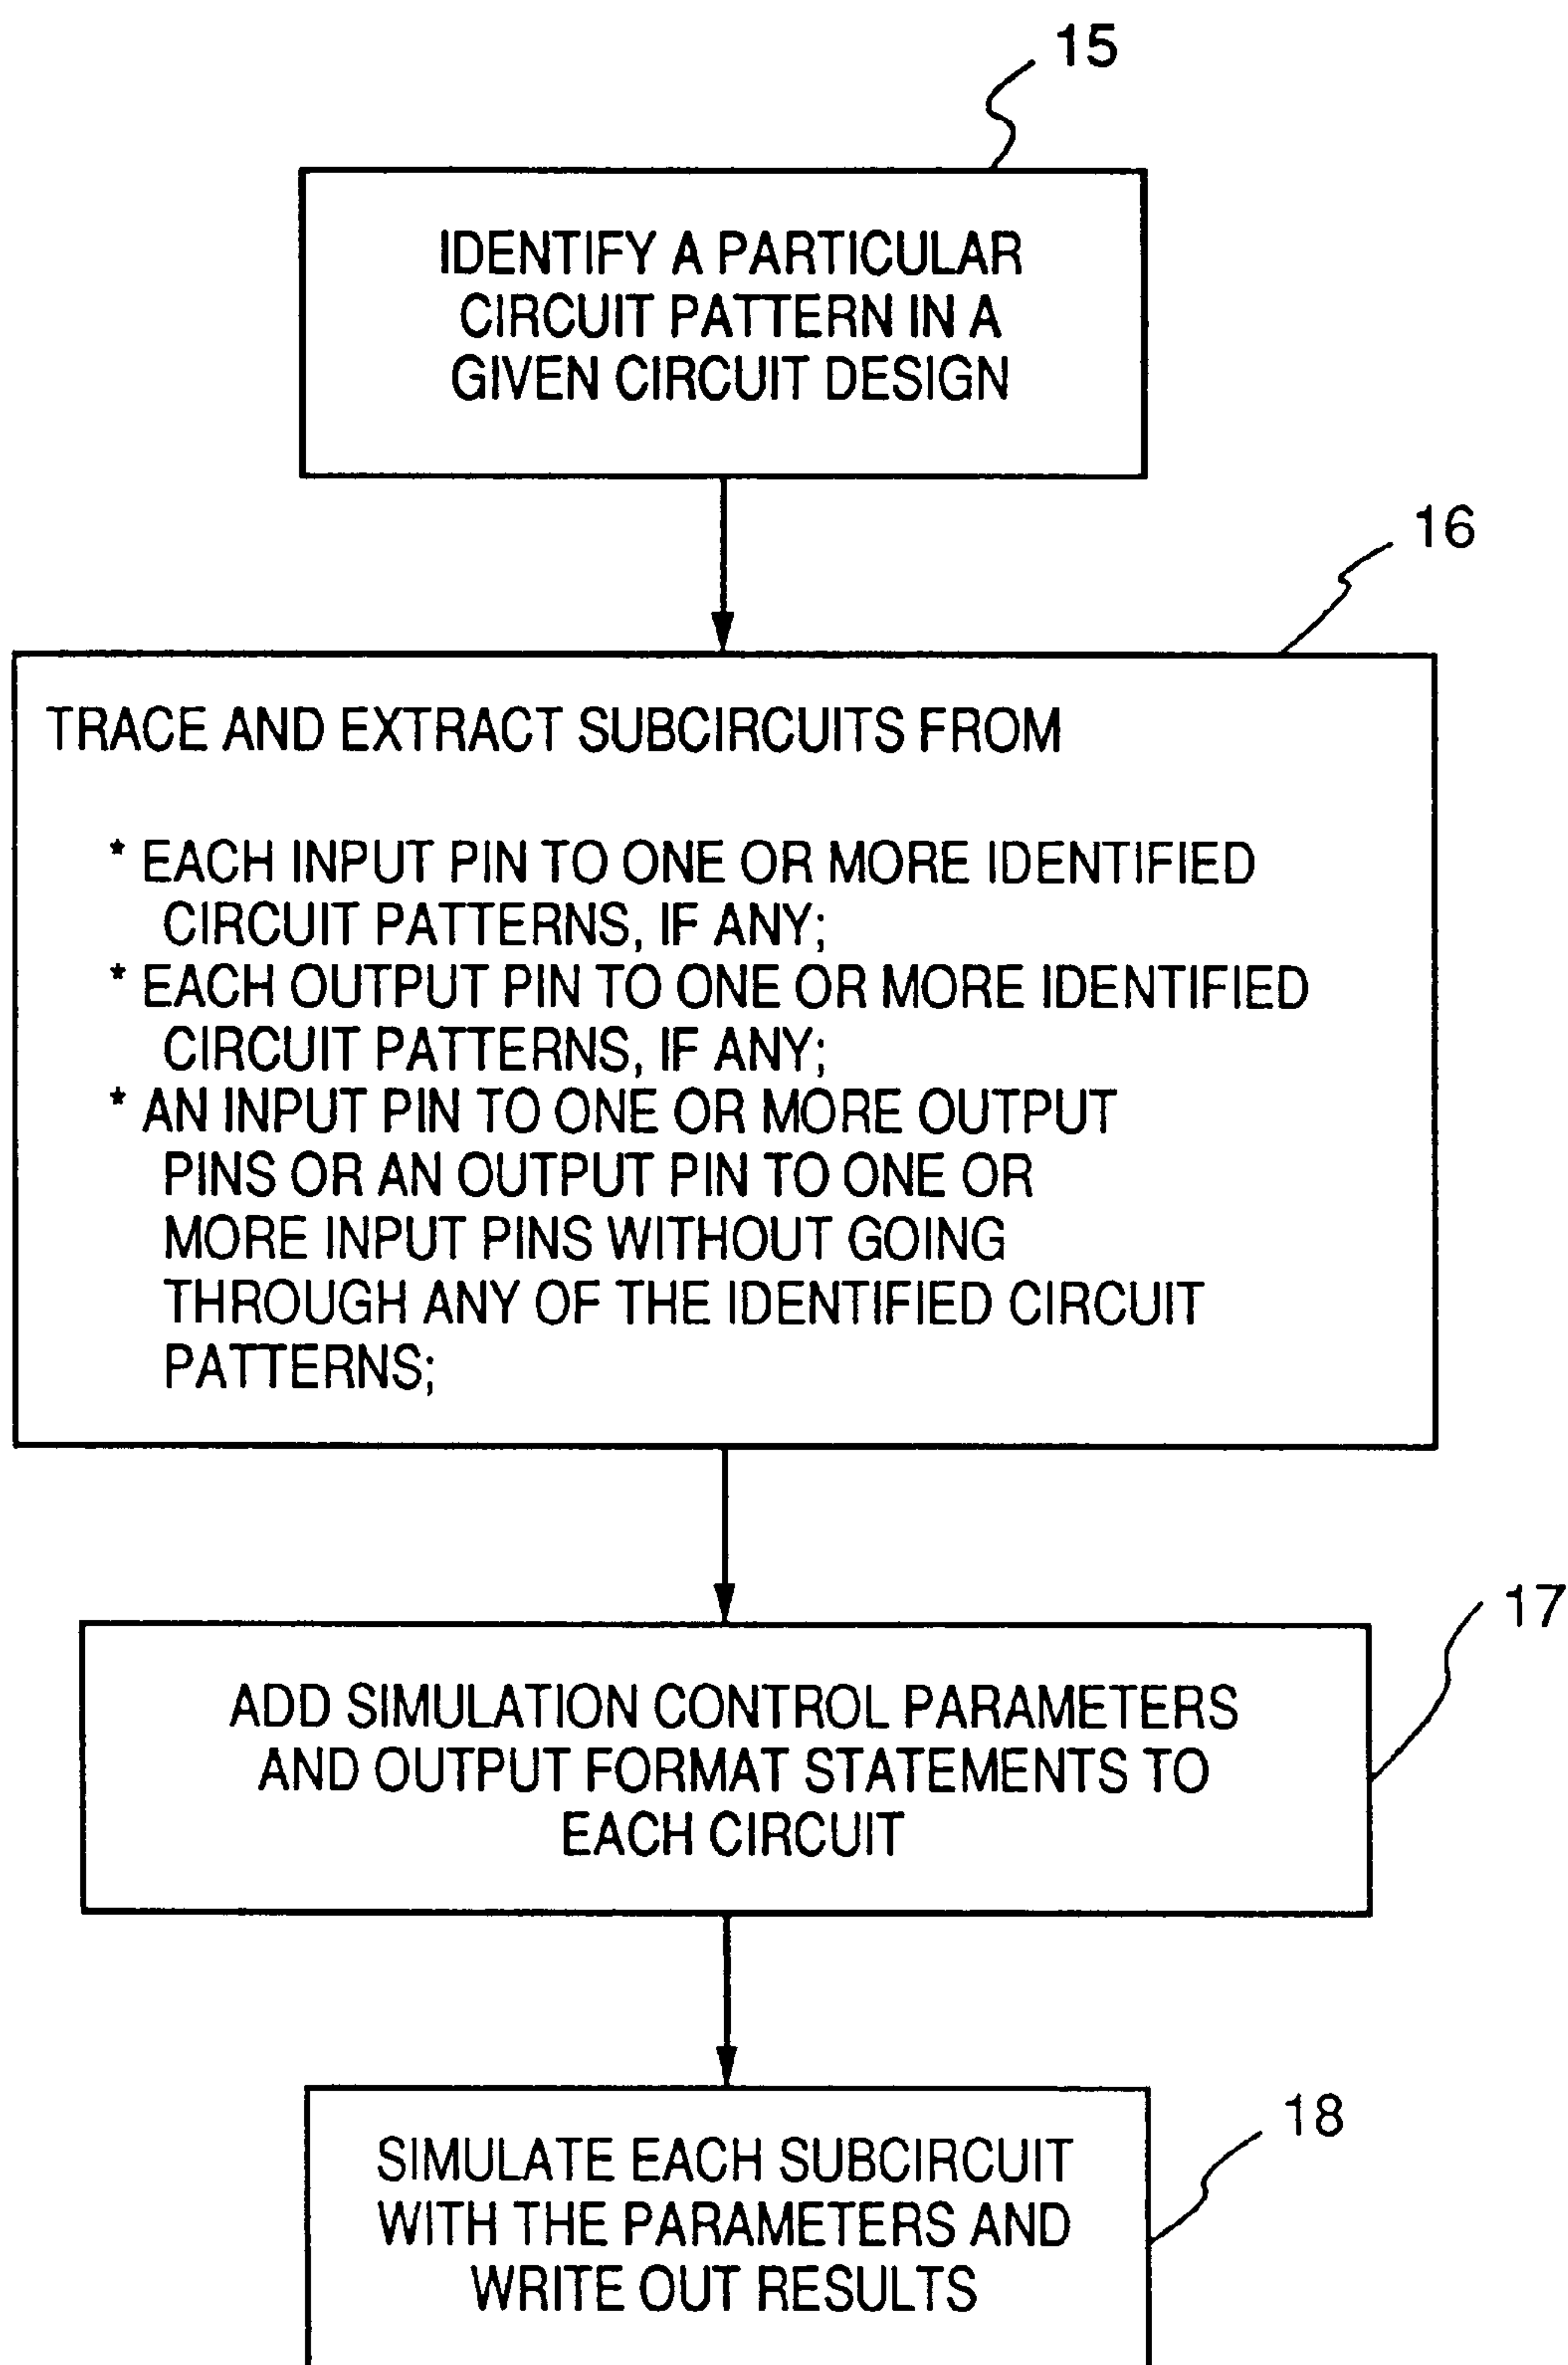 15
IDENTIFY A PARTICULAR
CIRCUIT PATTERN IN A
GIVEN CIRCUIT DESIGN
16
TRACE AND EXTRACT SUBCIRCUITS FROM
* EACH INPUT PIN TO ONE OR MORE IDENTIFIED
CIRCUIT PATTERNS, IF ANY;
* EACH OUTPUT PIN TO ONE OR MORE IDENTIFIED
CIRCUIT PATTERNS, IF ANY;
* AN INPUT PIN TO ONE OR MORE OUTPUT
PINS OR AN OUTPUT PIN TO ONE OR
MORE INPUT PINS WITHOUT GOING
THROUGH ANY OF THE IDENTIFIED CIRCUIT
PATTERNS;
17
ADD SIMULATION CONTROL PARAMETERS
AND OUTPUT FORMAT STATEMENTS TO
EACH CIRCUIT
18
SIMULATE EACH SUBCIRCUIT
WITH THE PARAMETERS AND
WRITE OUT RESULTS